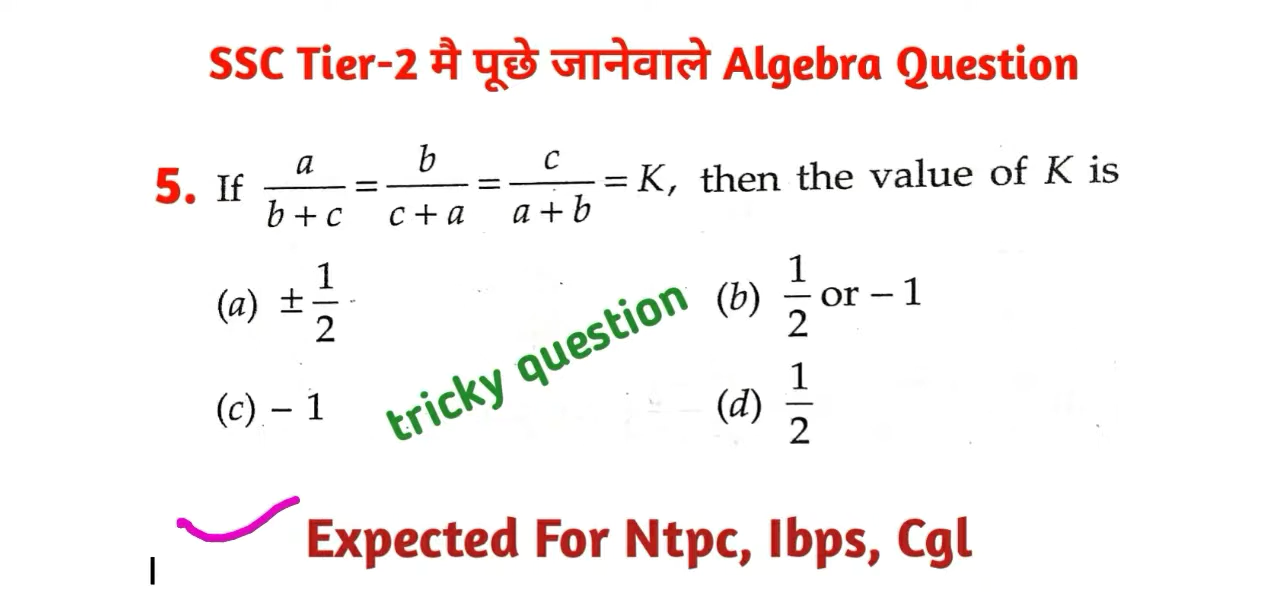 SSC Tier-2 मै पूछे जानेवाले Algebra Question
5. If a/(b + c) = b/(c + a) = c/(a + b) = K, then the value of K is
(a) ± 1/2 (b) 1/2 or – 1
(c) – 1 (d) 1/2
tricky question
Expected For Ntpc, Ibps, Cgl